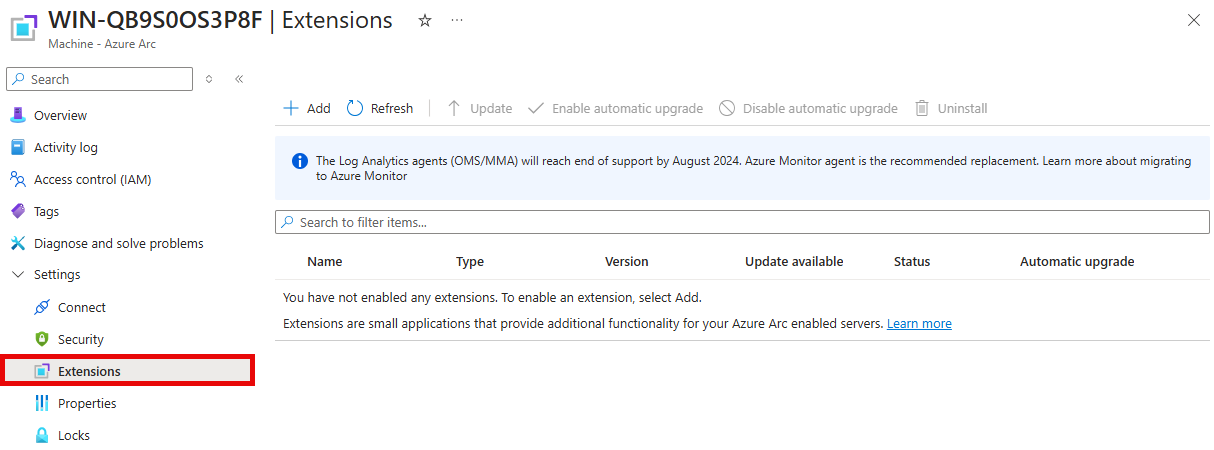 WIN-QB9S0OS3P8F | Extensions
Machine - Azure Arc
Search
Overview
Activity log
Access control (IAM)
Tags
Diagnose and solve problems
Settings
Connect
Security
Extensions
Properties
Locks
Add Refresh Update Enable automatic upgrade Disable automatic upgrade Uninstall
The Log Analytics agents (OMS/MMA) will reach end of support by August 2024. Azure Monitor agent is the recommended replacement. Learn more about migrating
to Azure Monitor
Search to filter items...
Name Type Version Update available Status Automatic upgrade
You have not enabled any extensions. To enable an extension, select Add.
Extensions are small applications that provide additional functionality for your Azure Arc enabled servers. Learn more